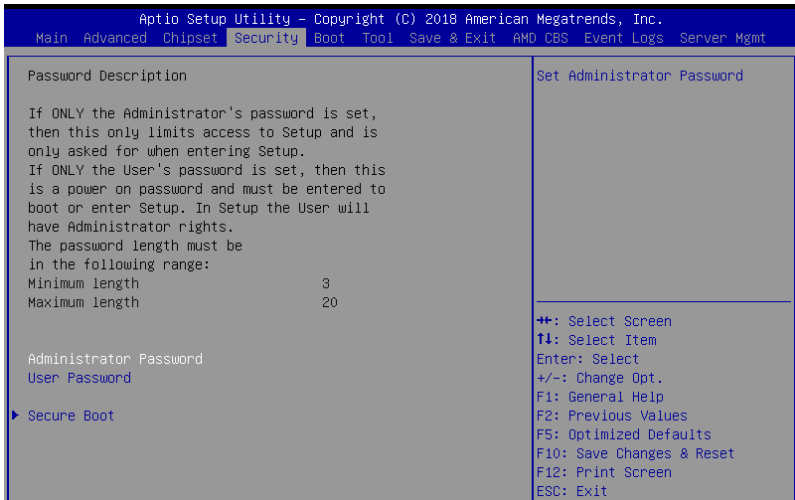 Aptio Setup Utility – Copyright (C) 2018 American Megatrends, Inc.
Main Advanced Chipset Security Boot Tool Save & Exit AMD CBS Event Logs Server Mgmt
Password Description
If ONLY the Administrator's password is set,
then this only limits access to Setup and is
only asked for when entering Setup.
If ONLY the User's password is set, then this
is a power on password and must be entered to
boot or enter Setup. In Setup the User will
have Administrator rights.
The password length must be
in the following range:
Minimum length 3
Maximum length 20
Administrator Password
User Password
Secure Boot
Set Administrator Password
→←: Select Screen
↑↓: Select Item
Enter: Select
+/-: Change Opt.
F1: General Help
F2: Previous Values
F5: Optimized Defaults
F10: Save Changes & Reset
F12: Print Screen
ESC: Exit